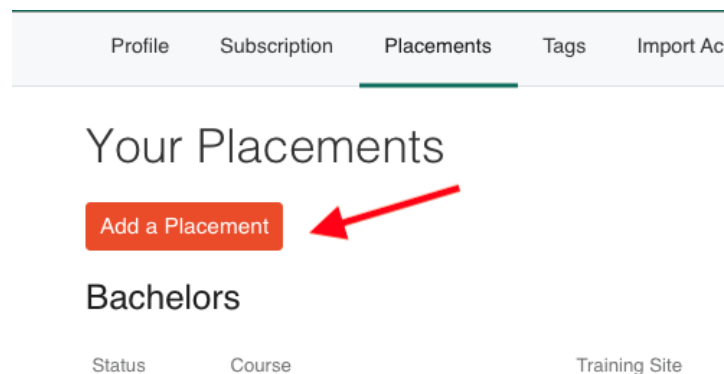 Profile Subscription Placements Tags Import Ac
Your Placements
Add a Placement
Bachelors
Status Course Training Site